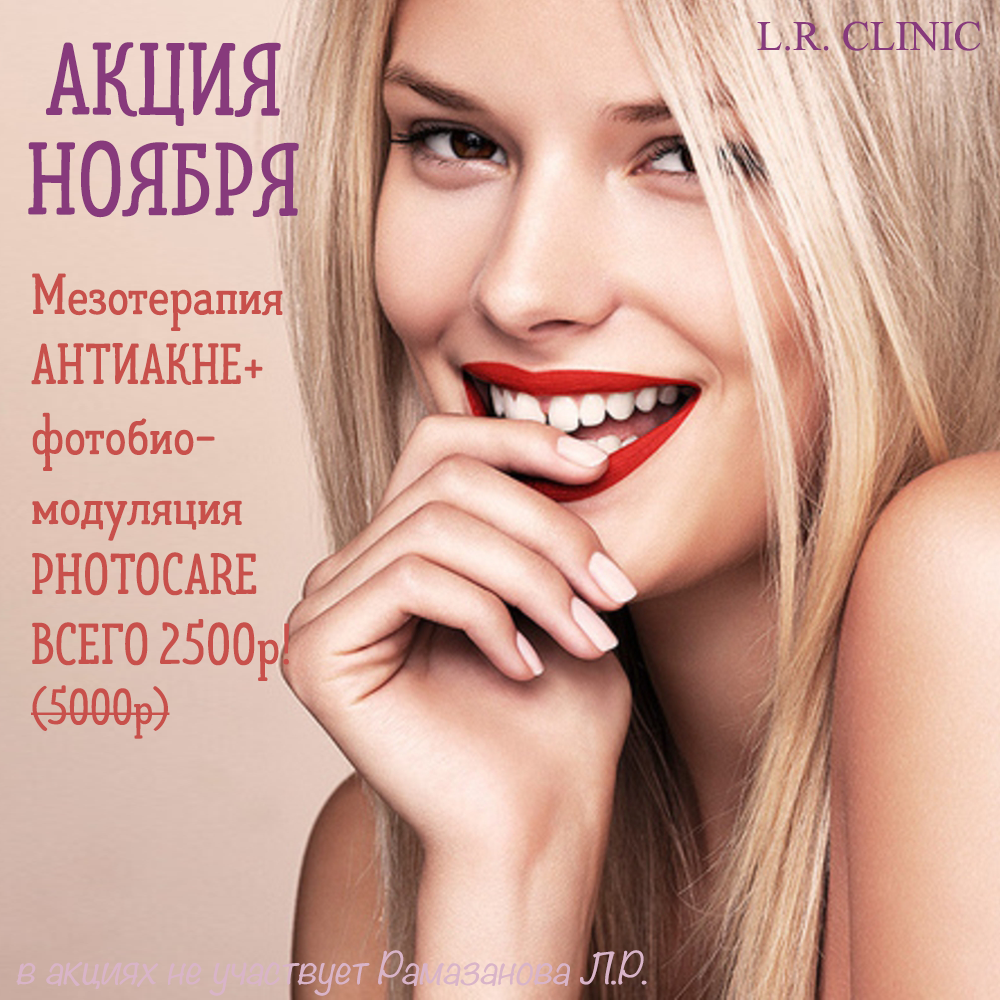 L.R. CLINIC
АКЦИЯ
НОЯБРЯ
Мезотерапия
АНТИАКНЕ+
фотобио-
модуляция
PHOTOCARE
ВСЕГО 2500р!
(5000р)
в акциях не участвует Рамазанова Л.Р.